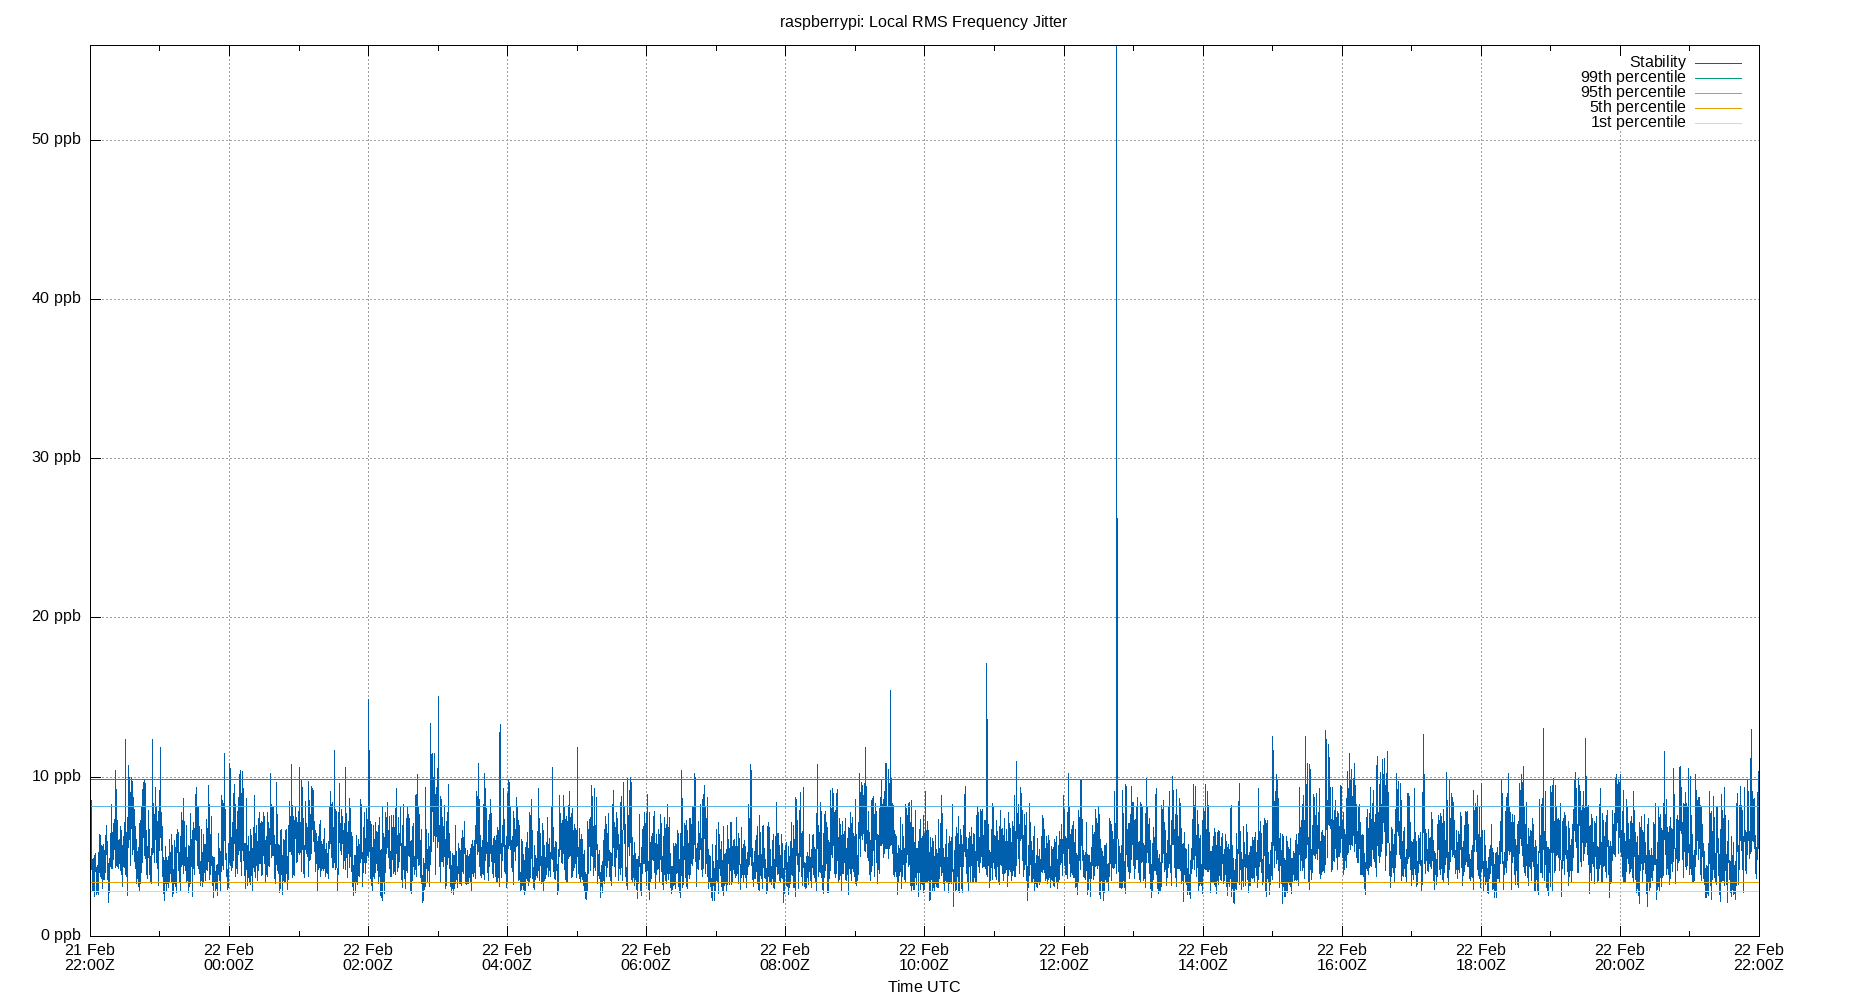 raspberrypi: Local RMS Frequency Jitter
Stability
99th percentile
95th percentile
5th percentile
1st percentile
50 ppb
40 ppb
30 ppb
20 ppb
10 ppb
0 ppb
21 Feb 22 Feb 22 Feb 22 Feb 22 Feb 22 Feb 22 Feb 22 Feb 22 Feb 22 Feb 22 Feb 22 Feb 22 Feb
22:00Z 00:00Z 02:00Z 04:00Z 06:00Z 08:00Z 10:00Z 12:00Z 14:00Z 16:00Z 18:00Z 20:00Z 22:00Z
Time UTC